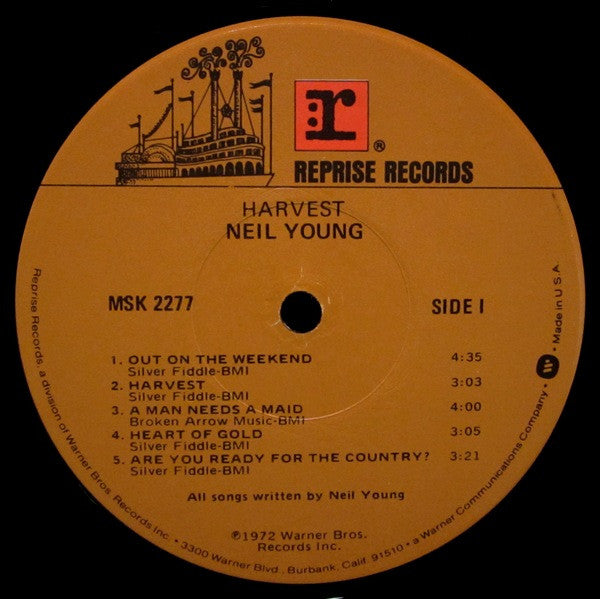 r
®
REPRISE RECORDS
HARVEST
NEIL YOUNG
MSK 2277
SIDE 1
1. OUT ON THE WEEKEND 4:35
Silver Fiddle-BMI
2. HARVEST 3:03
Silver Fiddle-BMI
3. A MAN NEEDS A MAID 4:00
Broken Arrow Music-BMI
4. HEART OF GOLD 3:05
Silver Fiddle-BMI
5. ARE YOU READY FOR THE COUNTRY? 3:21
Silver Fiddle-BMI
All songs written by Neil Young
℗1972 Warner Bros.
Records Inc.
Reprise Records, a division of Warner Bros. Records Inc. • 3300 Warner Blvd., Burbank, Calif. 91510 • a Warner Communications Company • Made in U.S.A.